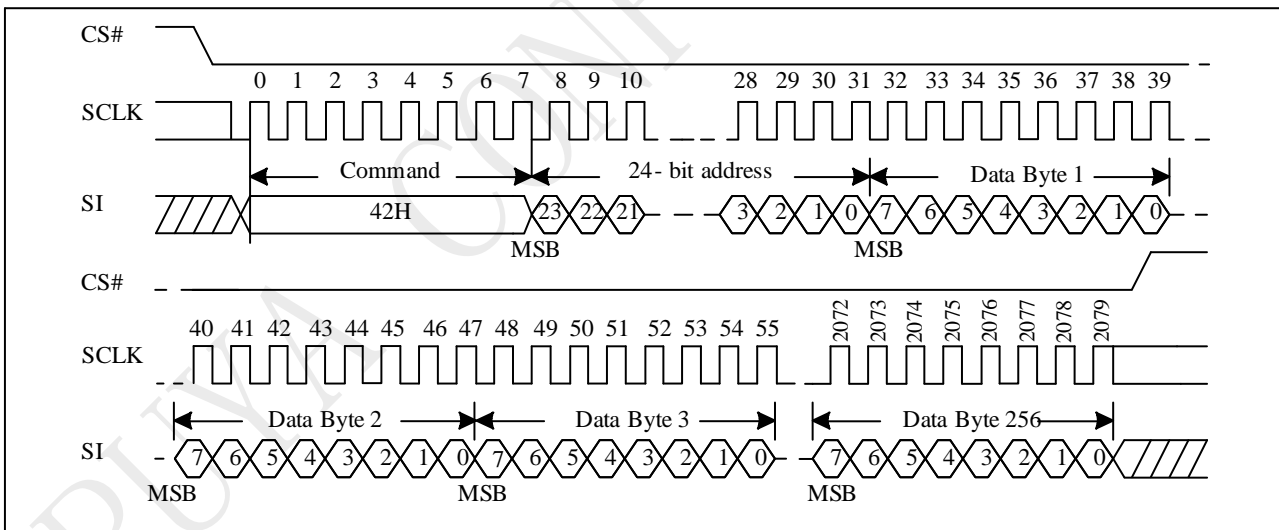 CS#
0 1 2 3 4 5 6 7 8 9 10 28 29 30 31 32 33 34 35 36 37 38 39
SCLK
Command 24- bit address Data Byte 1
SI 42H 23 22 21 3 2 1 0 7 6 5 4 3 2 1 0
MSB MSB
CS#
40 41 42 43 44 45 46 47 48 49 50 51 52 53 54 55 2072 2073 2074 2075 2076 2077 2078 2079
SCLK
Data Byte 2 Data Byte 3 Data Byte 256
SI 7 6 5 4 3 2 1 0 7 6 5 4 3 2 1 0 7 6 5 4 3 2 1 0
MSB MSB MSB
PUYA CONF